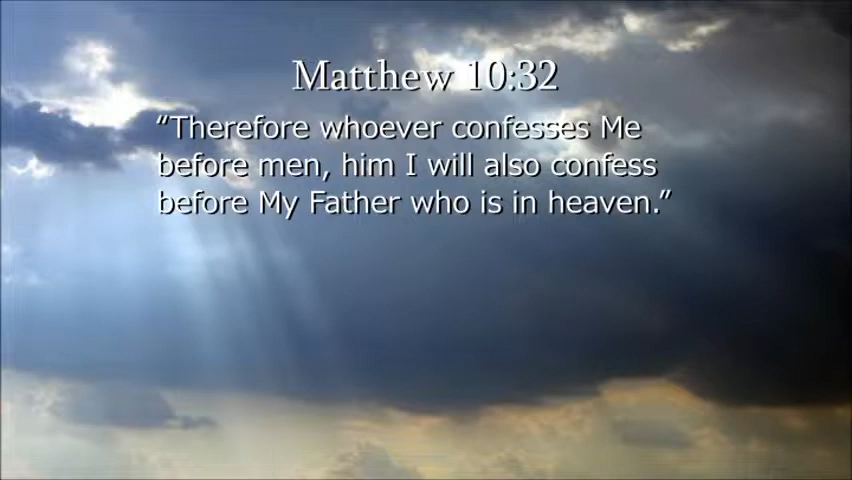 Matthew 10:32
“Therefore whoever confesses Me
before men, him I will also confess
before My Father who is in heaven.”